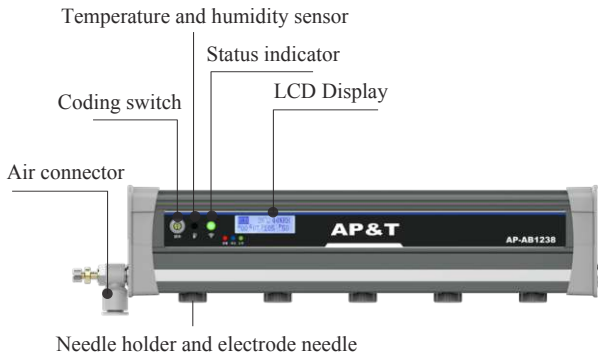 Temperature and humidity sensor
Status indicator
LCD Display
Coding switch
Air connector
AP&T
AP-AB1238
Needle holder and electrode needle